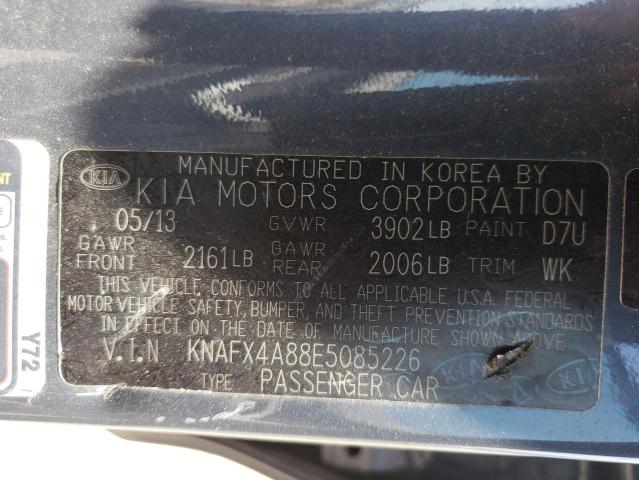 MANUFACTURED IN KOREA BY
KIA KIA MOTORS CORPORATION
05/13 GVWR 3902LB PAINT D7U
GAWR FRONT 2161LB GAWR REAR 2006LB TRIM WK
THIS VEHICLE CONFORMS TO ALL APPLICABLE U.S.A. FEDERAL
MOTOR VEHICLE SAFETY, BUMPER, AND THEFT PREVENTION STANDARDS
IN EFFECT ON THE DATE OF MANUFACTURE SHOWN ABOVE.
V.I.N KNAFX4A88E5085226
TYPE PASSENGER CAR
KIA
Y72